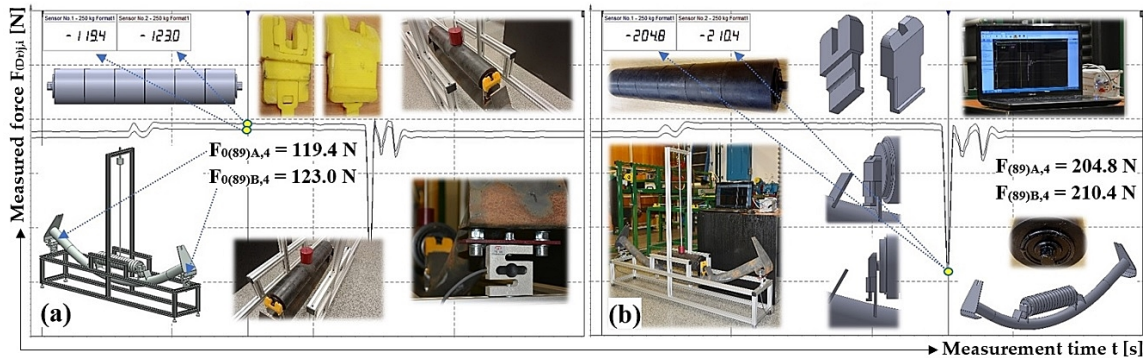 Measured force F0(D)j,i [N]
Sensor No.1 - 250 kg Format1 Sensor No.2 - 250 kg Format1
-119.4 -123.0
F0(89)A,4 = 119.4 N
F0(89)B,4 = 123.0 N
(a)
Sensor No.1 - 250 kg Format1 Sensor No.2 - 250 kg Format1
-204.8 -210.4
F(89)A,4 = 204.8 N
F(89)B,4 = 210.4 N
(b)
Measurement time t [s]